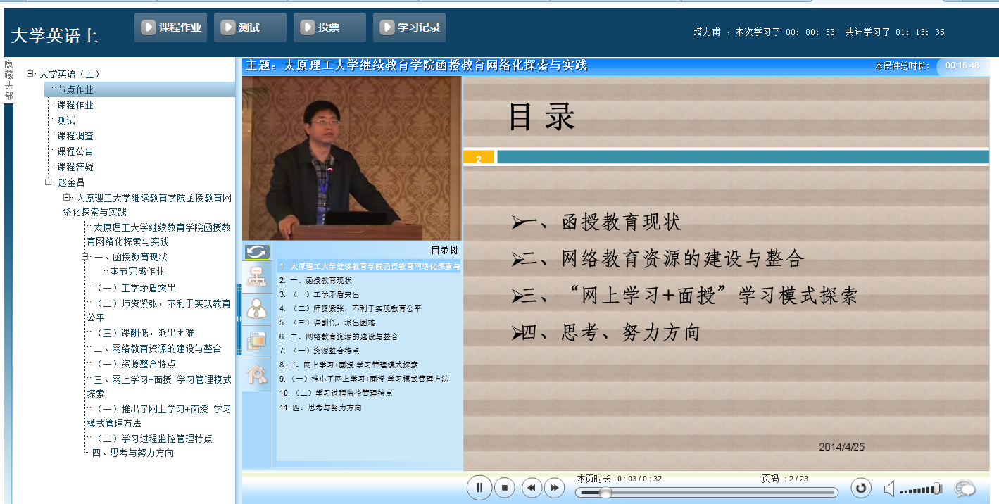 大学英语上
课程作业
测试
投票
学习记录
塔力甫 ，本次学习了 00: 00: 33 共计学习了 01: 13: 35
隐藏头部
大学英语（上）
节点作业
课程作业
测试
课程调查
课程公告
课程答疑
赵金昌
太原理工大学继续教育学院函授教育网
络化探索与实践
太原理工大学继续教育学院函授教
育网络化探索与实践
一、函授教育现状
本节完成作业
（一）工学矛盾突出
（二）师资紧张，不利于实现教育
公平
（三）课酬低，派出困难
二、网络教育资源的建设与整合
（一）资源整合特点
三、网上学习+面授 学习管理模式
探索
（一）推出了网上学习+面授 学习
模式管理方法
（二）学习过程监控管理特点
四、思考与努力方向
主题：太原理工大学继续教育学院函授教育网络化探索与实践
本课件总时长： 00:16:48
目录树
1. 太原理工大学继续教育学院函授教育网络化探索与
2. 一、函授教育现状
3. （一）工学矛盾突出
4. （二）师资紧张，不利于实现教育公平
5. （三）课酬低，派出困难
6. 二、网络教育资源的建设与整合
7. （一）资源整合特点
8. 三、网上学习+面授 学习管理模式探索
9. （一）推出了网上学习+面授 学习模式管理方法
10. （二）学习过程监控管理特点
11. 四、思考与努力方向
目 录
2
➢一、函授教育现状
➢二、网络教育资源的建设与整合
➢三、“网上学习+面授”学习模式探索
➢四、思考、努力方向
2014/4/25
本页时长 :0 : 03 / 0 : 32
页码 : 2 / 23